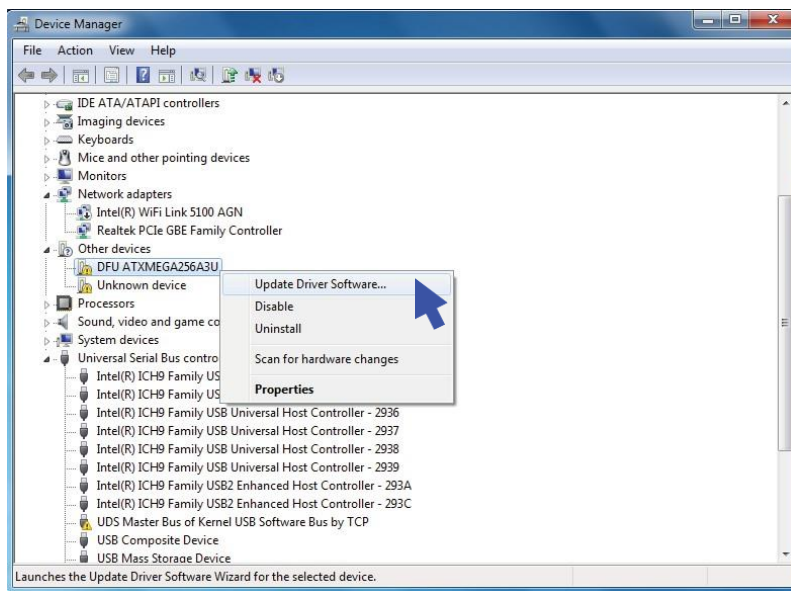 Device Manager
File Action View Help
IDE ATA/ATAPI controllers
Imaging devices
Keyboards
Mice and other pointing devices
Monitors
Network adapters
Intel(R) WiFi Link 5100 AGN
Realtek PCIe GBE Family Controller
Other devices
DFU ATXMEGA256A3U
Unknown device
Processors
Sound, video and game co
System devices
Universal Serial Bus contro
Intel(R) ICH9 Family US
Intel(R) ICH9 Family US
Intel(R) ICH9 Family USB Universal Host Controller - 2936
Intel(R) ICH9 Family USB Universal Host Controller - 2937
Intel(R) ICH9 Family USB Universal Host Controller - 2938
Intel(R) ICH9 Family USB Universal Host Controller - 2939
Intel(R) ICH9 Family USB2 Enhanced Host Controller - 293A
Intel(R) ICH9 Family USB2 Enhanced Host Controller - 293C
UDS Master Bus of Kernel USB Software Bus by TCP
USB Composite Device
USB Mass Storage Device
Update Driver Software...
Disable
Uninstall
Scan for hardware changes
Properties
Launches the Update Driver Software Wizard for the selected device.